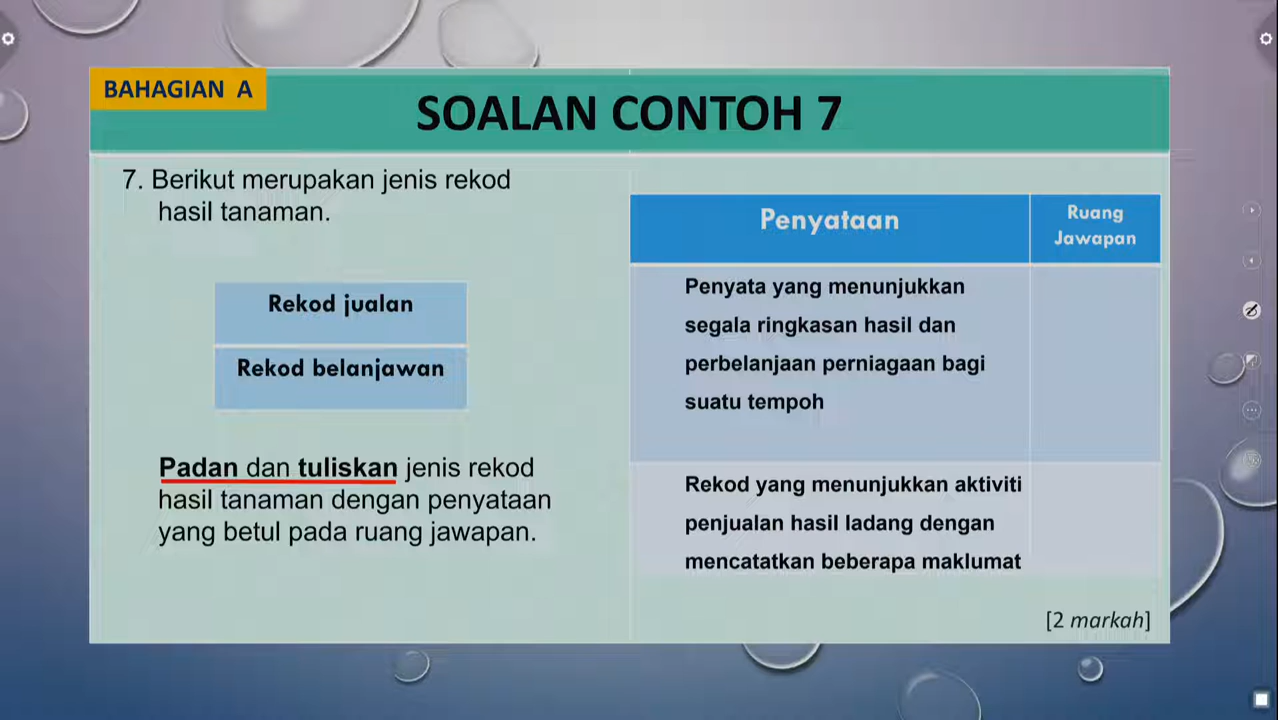 BAHAGIAN A
SOALAN CONTOH 7
7. Berikut merupakan jenis rekod
hasil tanaman.
Rekod jualan
Rekod belanjawan
Padan dan tuliskan jenis rekod
hasil tanaman dengan penyataan
yang betul pada ruang jawapan.
Penyataan
Ruang
Jawapan
Penyata yang menunjukkan
segala ringkasan hasil dan
perbelanjaan perniagaan bagi
suatu tempoh
Rekod yang menunjukkan aktiviti
penjualan hasil ladang dengan
mencatatkan beberapa maklumat
[2 markah]